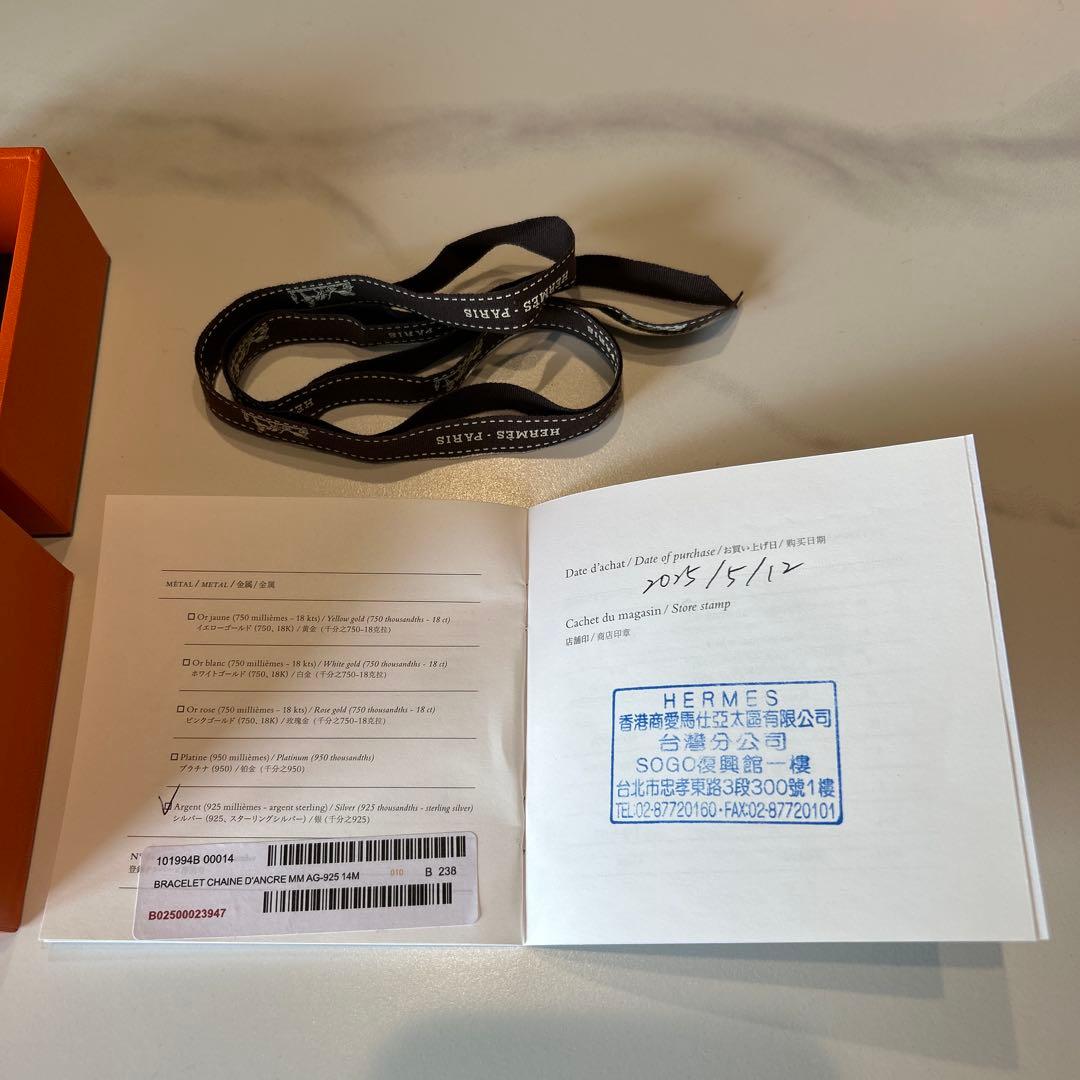 HERMÈS - PARIS
PARIS
HERMÈS - PARIS
MÉTAL / METAL / 金属 / 金属
Or jaune (750 millièmes - 18 kts) / Yellow gold (750 thousandths - 18 ct)
イエローゴールド (750, 18K) / 黄金 (千分之750-18克拉)
Or blanc (750 millièmes - 18 kts) / White gold (750 thousandths - 18 ct)
ホワイトゴールド (750, 18K) / 白金 (千分之750-18克拉)
Or rose (750 millièmes - 18 kts) / Rose gold (750 thousandths - 18 ct)
ピンクゴールド (750, 18K) / 玫瑰金 (千分之750-18克拉)
Platine (950 millièmes) / Platinum (950 thousandths)
プラチナ (950) / 铂金 (千分之950)
Argent (925 millièmes - argent sterling) / Silver (925 thousandths - sterling silver)
シルバー (925、スターリングシルバー) / 银 (千分之925)
101994B 00014
BRACELET CHAINE D'ANCRE MM AG-925 14M
010
B 238
B02500023947
Date d'achat / Date of purchase / お買い上げ日 / 购买日期
2025/5/12
Cachet du magasin / Store stamp
店舗印 / 商店印章
HERMES
香港商愛馬仕亞太區有限公司
台灣分公司
SOGO復興館一樓
台北市忠孝東路3段300號1樓
TEL:02-87720160・FAX:02-87720101